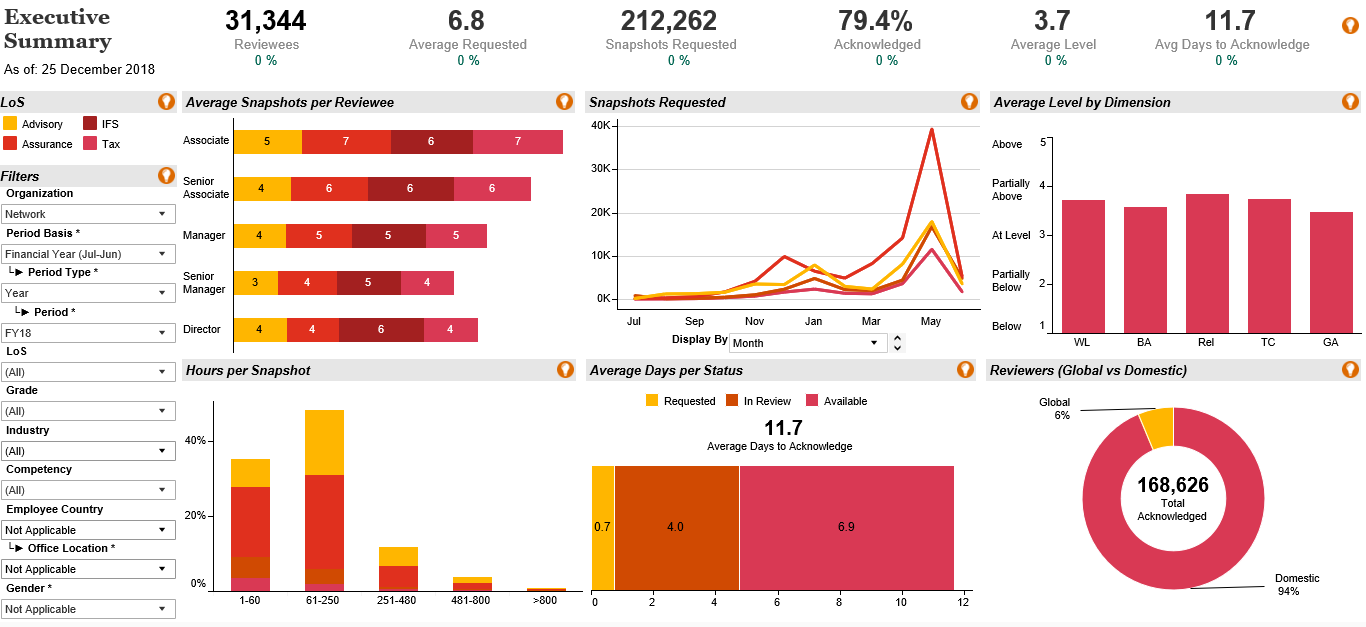 Executive
Summary
As of: 25 December 2018
31,344
Reviewees
0 %
6.8
Average Requested
0 %
212,262
Snapshots Requested
0 %
79.4%
Acknowledged
0 %
3.7
Average Level
0 %
11.7
Avg Days to Acknowledge
0 %
LoS
Advisory
IFS
Assurance
Tax
Filters
Organization
Network
Period Basis *
Financial Year (Jul-Jun)
Period Type *
Year
Period *
FY18
LoS
(All)
Grade
(All)
Industry
(All)
Competency
(All)
Employee Country
Not Applicable
Office Location *
Not Applicable
Gender *
Not Applicable
Average Snapshots per Reviewee
Associate 5 7 6 7
Senior
Associate 4 6 6 6
Manager 4 5 5 5
Senior
Manager 3 4 5 4
Director 4 4 6 4
Snapshots Requested
40K
30K
20K
10K
0K
Jul Sep Nov Jan Mar May
Display By Month
Average Level by Dimension
Above 5
Partially
Above 4
At Level 3
Partially
Below 2
Below 1
WL BA Rel TC GA
Hours per Snapshot
40%
20%
0%
1-60 61-250 251-480 481-800 >800
Average Days per Status
Requested In Review Available
11.7
Average Days to Acknowledge
0.7 4.0 6.9
0 2 4 6 8 10 12
Reviewers (Global vs Domestic)
Global
6%
168,626
Total
Acknowledged
Domestic
94%